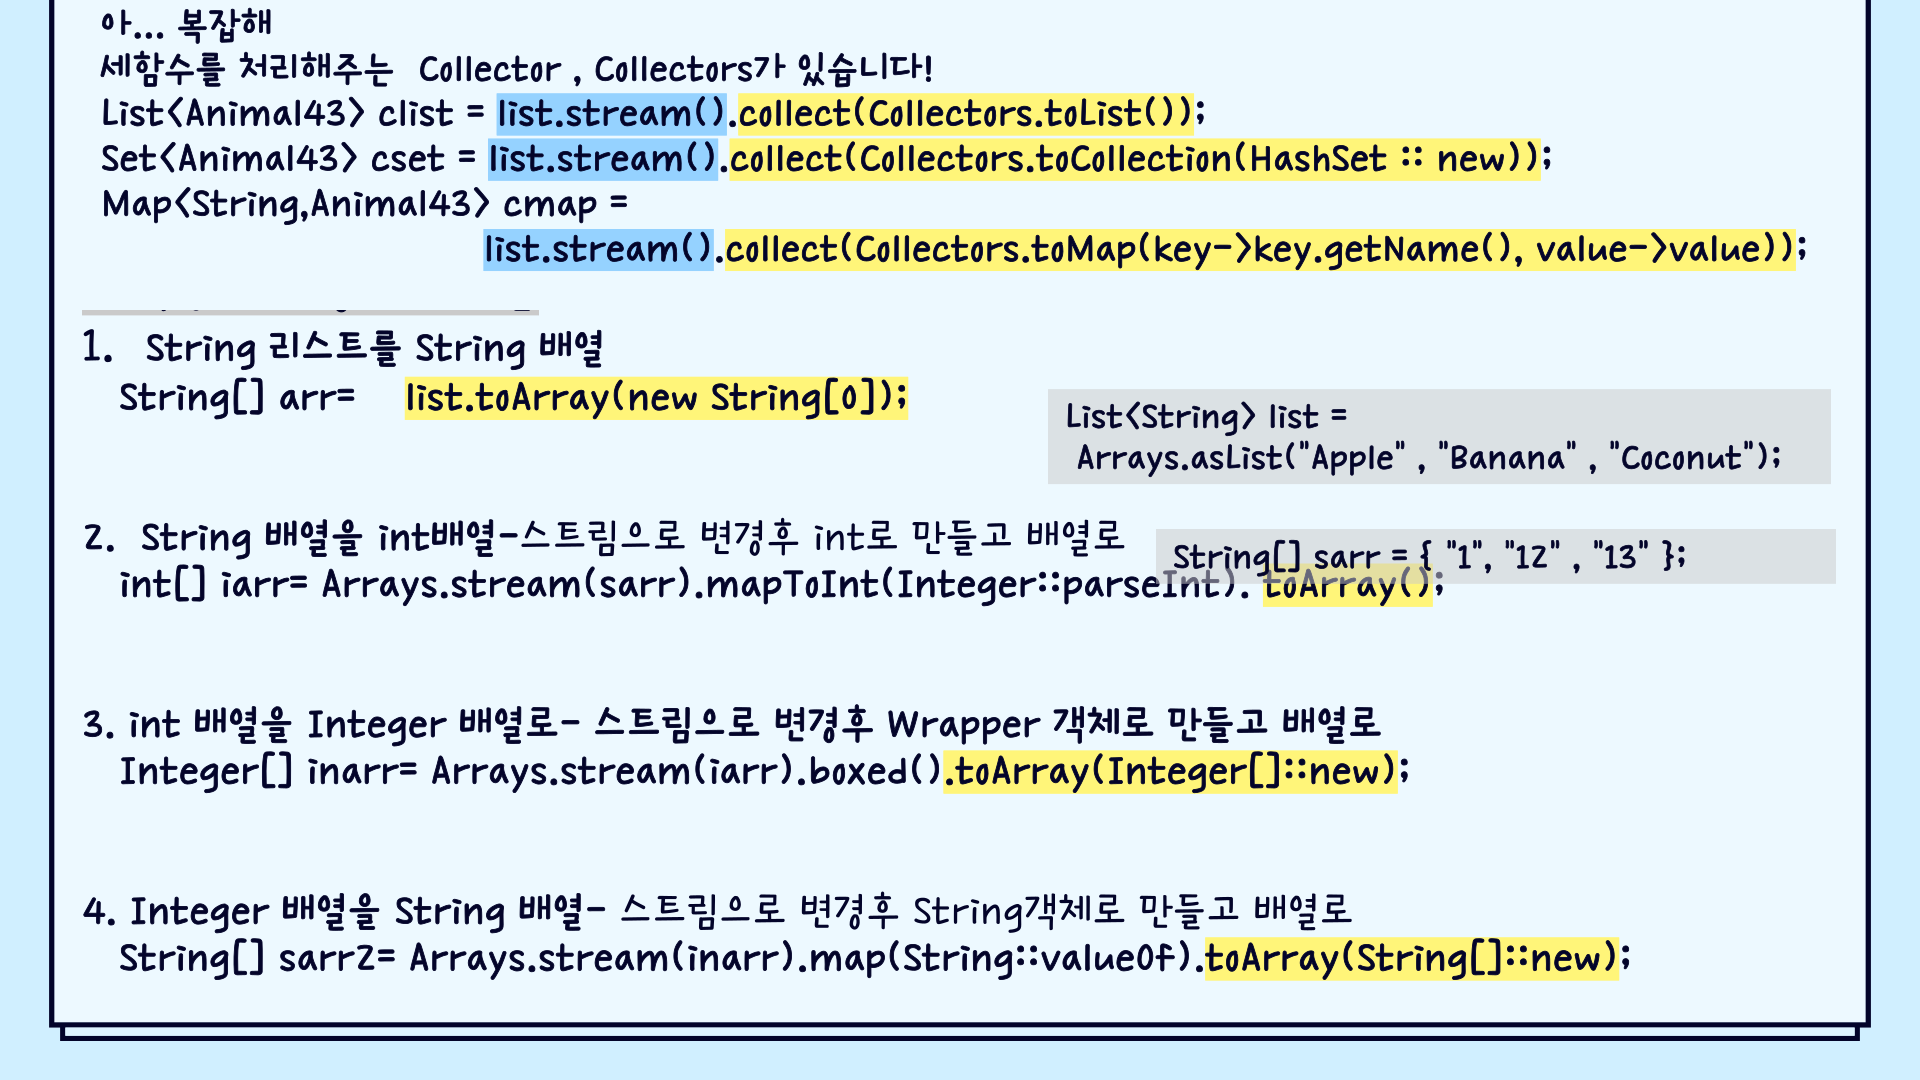 아... 복잡해
세함수를 처리해주는 Collector , Collectors가 있습니다!
List<Animal43> clist = list.stream().collect(Collectors.toList());
Set<Animal43> cset = list.stream().collect(Collectors.toCollection(HashSet :: new));
Map<String,Animal43> cmap =
list.stream().collect(Collectors.toMap(key->key.getName(), value->value));
1. String 리스트를 String 배열
String[] arr= list.toArray(new String[0]);
List<String> list =
Arrays.asList("Apple" , "Banana" , "Coconut");
2. String 배열을 int배열-스트림으로 변경후 int로 만들고 배열로
String[] sarr = { "1", "12" , "13" };
int[] iarr= Arrays.stream(sarr).mapToInt(Integer::parseInt). toArray();
3. int 배열을 Integer 배열로- 스트림으로 변경후 Wrapper 객체로 만들고 배열로
Integer[] inarr= Arrays.stream(iarr).boxed().toArray(Integer[]::new);
4. Integer 배열을 String 배열- 스트림으로 변경후 String객체로 만들고 배열로
String[] sarr2= Arrays.stream(inarr).map(String::valueOf).toArray(String[]::new);